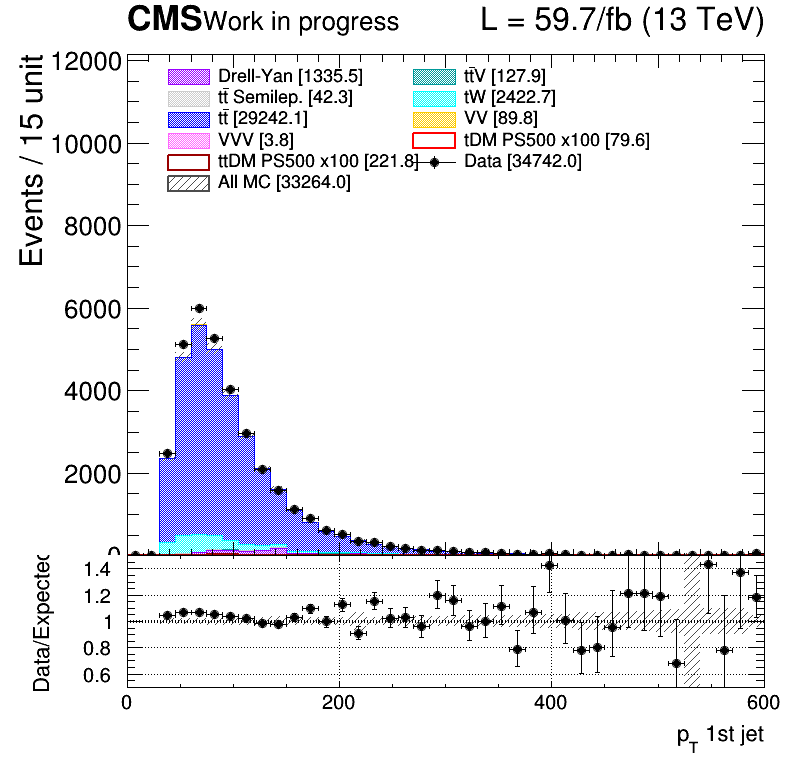 CMS Work in progress L = 59.7/fb (13 TeV)
Events / 15 unit
12000
10000
8000
6000
4000
2000
0
Drell-Yan [1335.5] tt̄V [127.9]
tt̄ Semilep. [42.3] tW [2422.7]
tt̄ [29242.1] VV [89.8]
VVV [3.8] tDM PS500 x100 [79.6]
ttDM PS500 x100 [221.8] Data [34742.0]
All MC [33264.0]
Data/Expected
1.4
1.2
1
0.8
0.6
0 200 400 600
p_T 1st jet